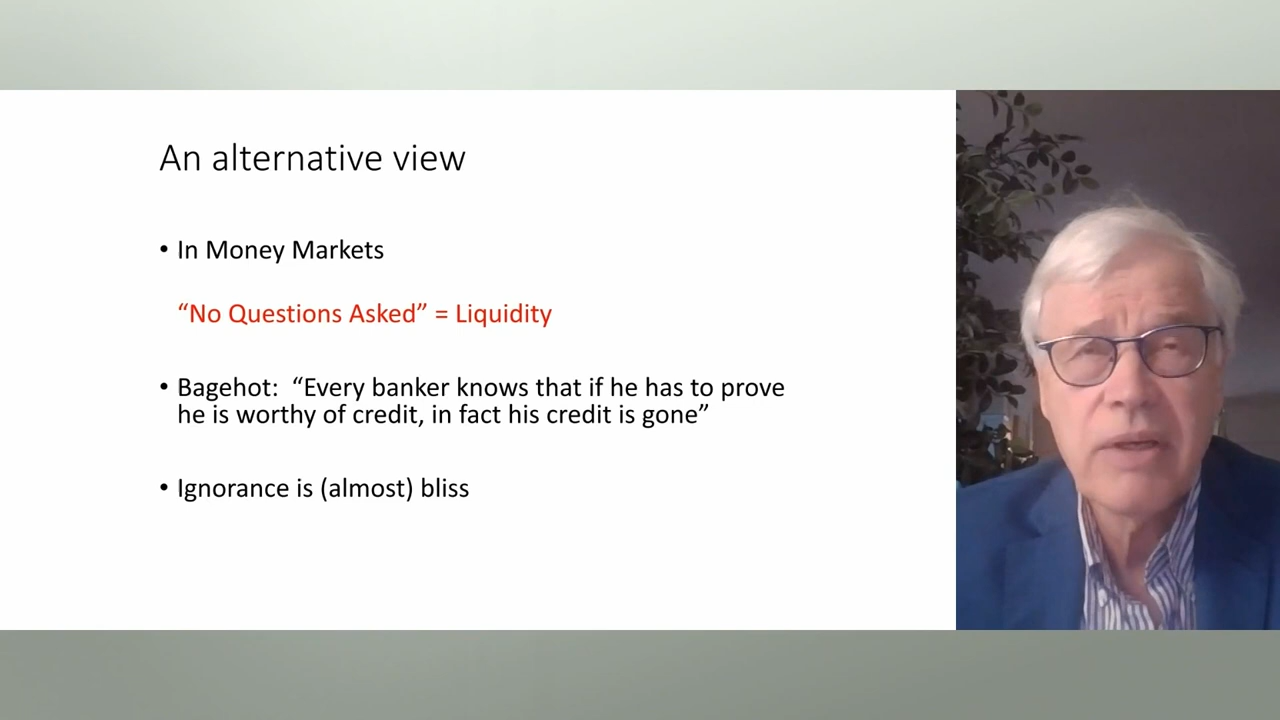 An alternative view
• In Money Markets
“No Questions Asked” = Liquidity
• Bagehot:  “Every banker knows that if he has to prove
he is worthy of credit, in fact his credit is gone”
• Ignorance is (almost) bliss